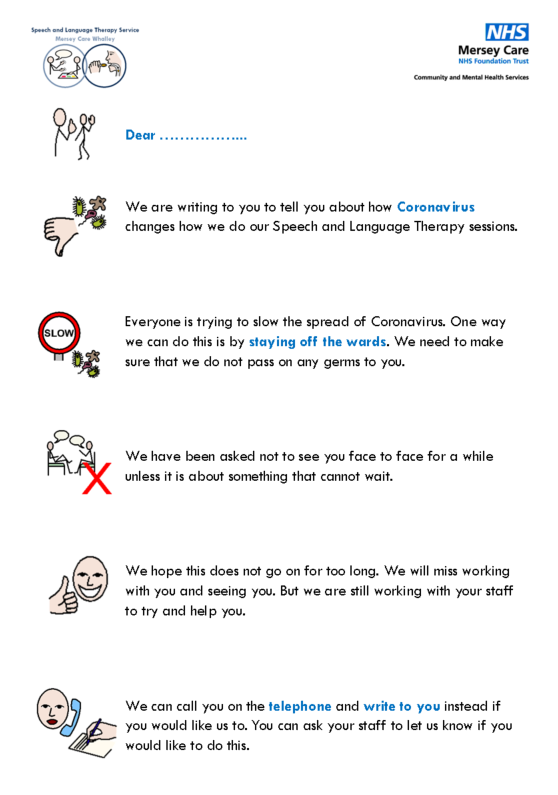 Speech and Language Therapy Service
Mersey Care Whalley
NHS
Mersey Care
NHS Foundation Trust
Community and Mental Health Services
Dear ……………...
We are writing to you to tell you about how Coronavirus
changes how we do our Speech and Language Therapy sessions.
SLOW
Everyone is trying to slow the spread of Coronavirus. One way
we can do this is by staying off the wards. We need to make
sure that we do not pass on any germs to you.
We have been asked not to see you face to face for a while
unless it is about something that cannot wait.
We hope this does not go on for too long. We will miss working
with you and seeing you. But we are still working with your staff
to try and help you.
We can call you on the telephone and write to you instead if
you would like us to. You can ask your staff to let us know if you
would like to do this.